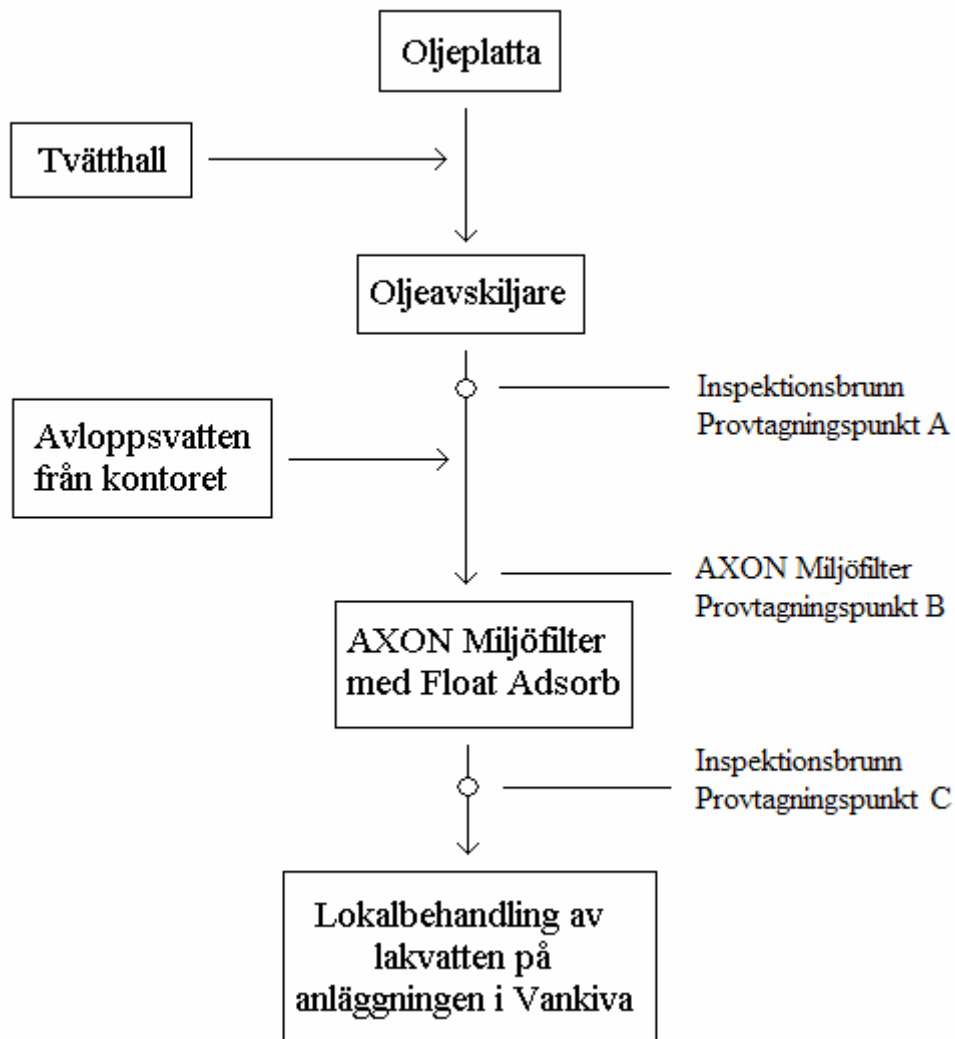 Oljeplatta
Tvätthall
Oljeavskiljare
Inspektionsbrunn
Provtagningspunkt A
Avloppsvatten
från kontoret
AXON Miljöfilter
Provtagningspunkt B
AXON Miljöfilter
med Float Adsorb
Inspektionsbrunn
Provtagningspunkt C
Lokalbehandling av
lakvatten på
anläggningen i Vankiva